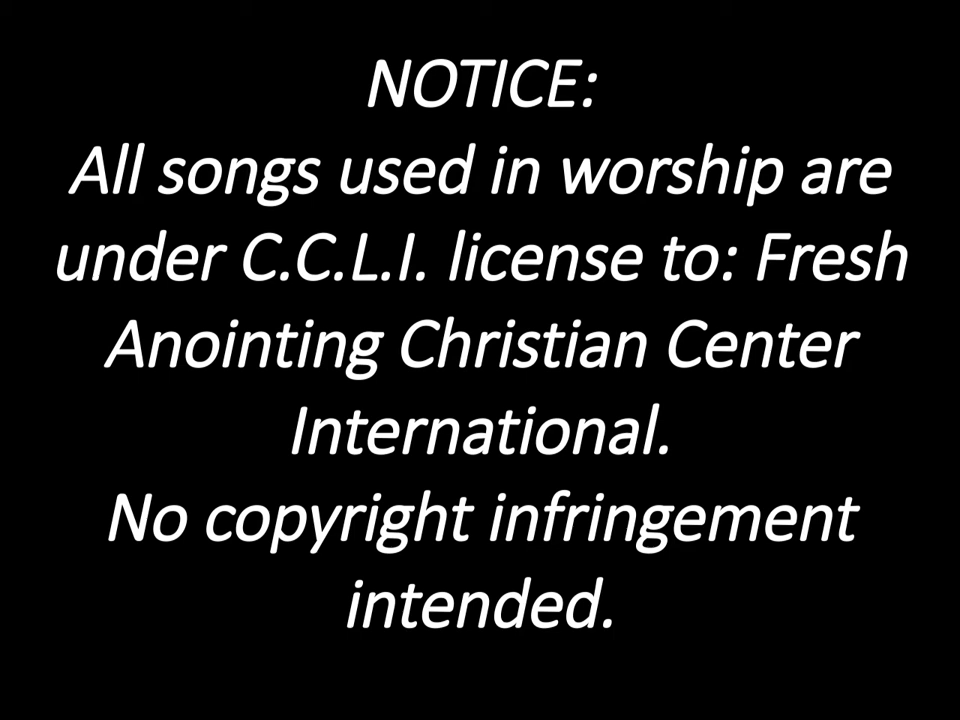 NOTICE:
All songs used in worship are
under C.C.L.I. license to: Fresh
Anointing Christian Center
International.
No copyright infringement
intended.